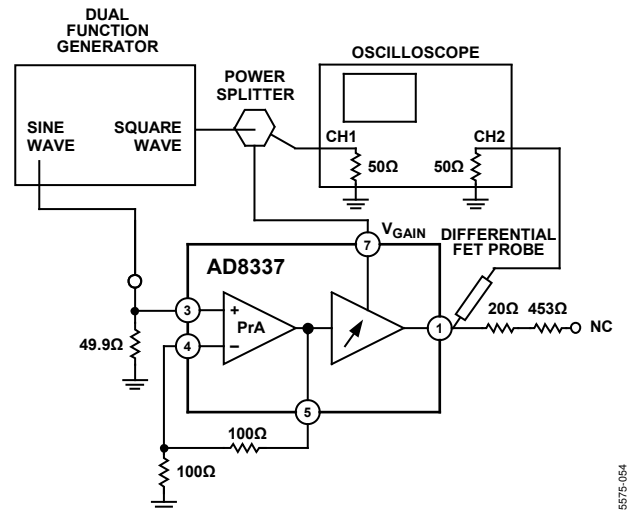 DUAL
FUNCTION
GENERATOR
OSCILLOSCOPE
POWER
SPLITTER
SINE
WAVE
SQUARE
WAVE
CH1
CH2
50Ω
50Ω
VGAIN
DIFFERENTIAL
FET PROBE
7
AD8337
20Ω
453Ω
3
+
PrA
1
NC
49.9Ω
4
–
5
100Ω
100Ω
5575-054